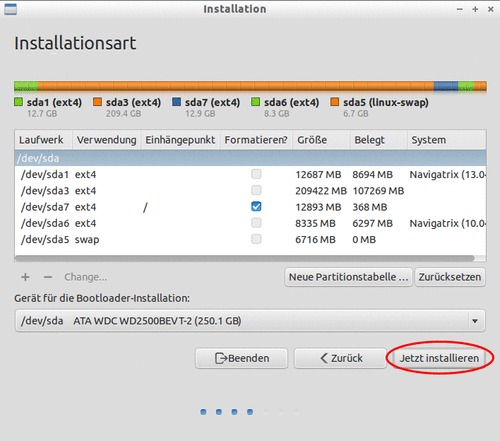 Installation
Installationsart
sda1 (ext4) sda3 (ext4) sda7 (ext4) sda6 (ext4) sda5 (linux-swap)
12.7 GB 209.4 GB 12.9 GB 8.3 GB 6.7 GB
Laufwerk Verwendung Einhängepunkt Formatieren? Größe Belegt System
/dev/sda
/dev/sda1 ext4 12687 MB 8694 MB Navigatrix (13.04
/dev/sda3 ext4 209422 MB 107269 MB
/dev/sda7 ext4 / 12893 MB 368 MB
/dev/sda6 ext4 8335 MB 6297 MB Navigatrix (10.04
/dev/sda5 swap 6716 MB 0 MB
+ − Change... Neue Partitionstabelle ... Zurücksetzen
Gerät für die Bootloader-Installation:
/dev/sda ATA WDC WD2500BEVT-2 (250.1 GB)
Beenden Zurück Jetzt installieren